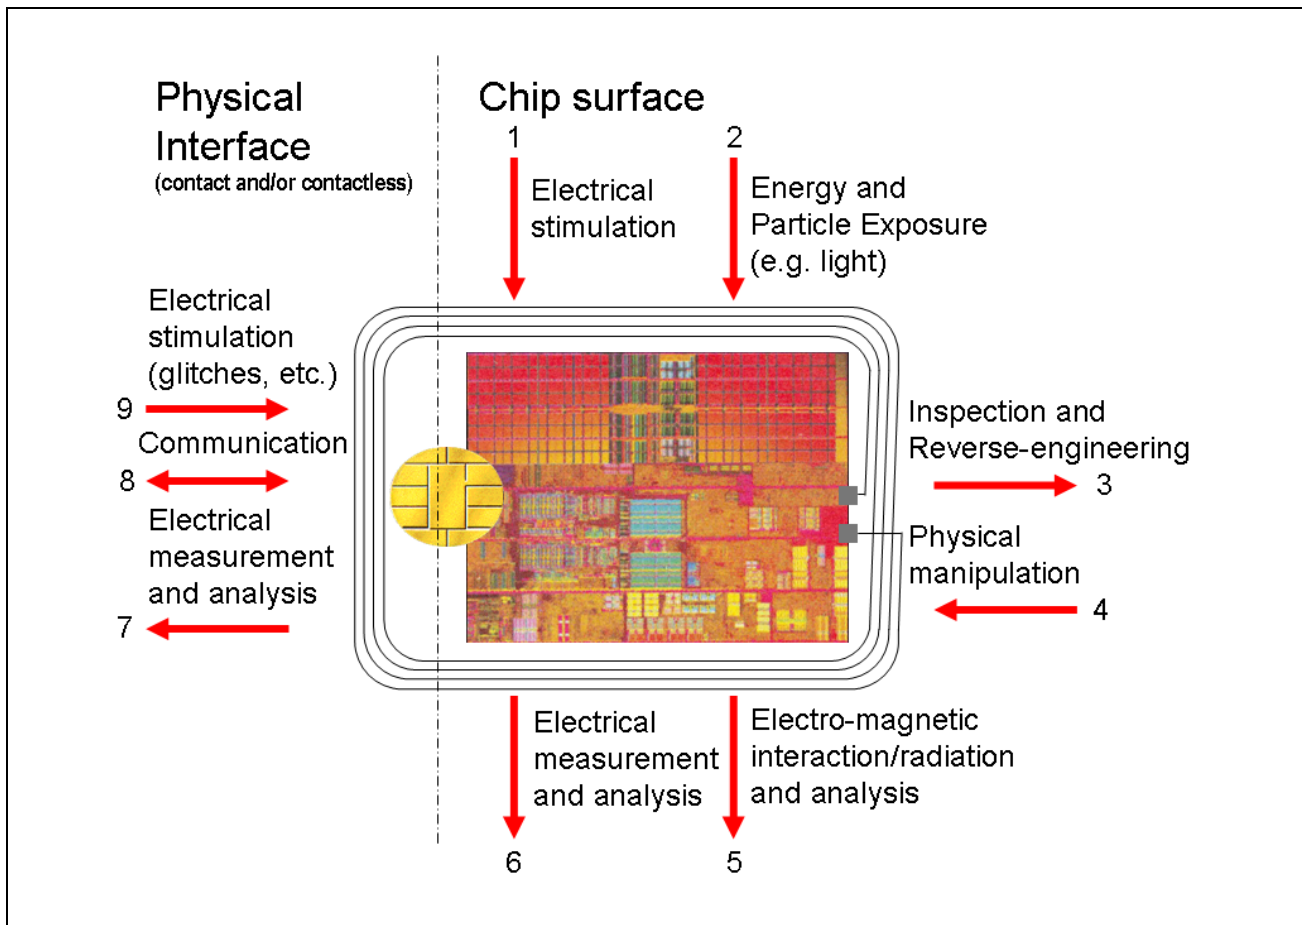 Physical
Interface
(contact and/or contactless)
Chip surface
1
Electrical
stimulation
2
Energy and
Particle Exposure
(e.g. light)
Electrical
stimulation
(glitches, etc.)
9
Communication
8
Electrical
measurement
and analysis
7
Inspection and
Reverse-engineering
3
Physical
manipulation
4
Electrical
measurement
and analysis
6
Electro-magnetic
interaction/radiation
and analysis
5